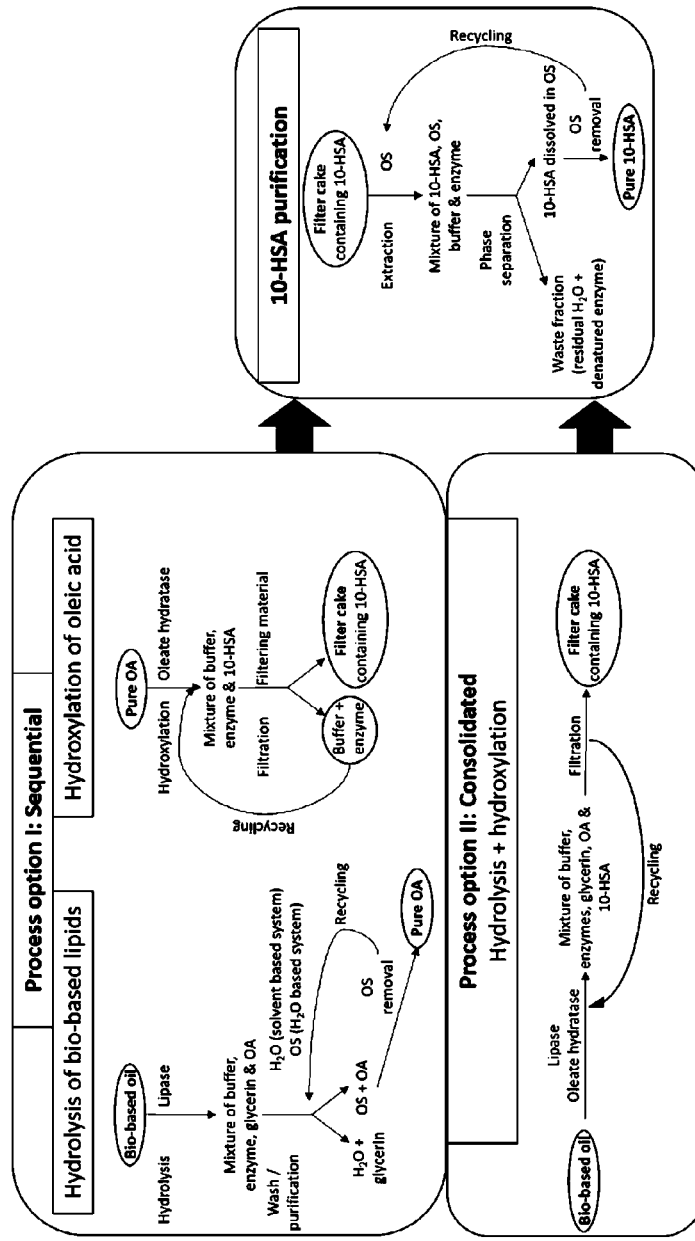 Process option I: Sequential
Hydrolysis of bio-based lipids
Bio-based oil
Hydrolysis
Lipase
Mixture of buffer,
enzyme, glycerin & OA
Wash /
purification
H₂O (solvent based system)
OS (H₂O based system)
H₂O +
glycerin
OS + OA
Recycling
OS
removal
Pure OA
Hydroxylation of oleic acid
Pure OA
Hydroxylation
Oleate hydratase
Mixture of buffer,
enzyme & 10-HSA
Filtration
Filtering material
Recycling
Buffer +
enzyme
Filter cake
containing 10-HSA
Process option II: Consolidated
Hydrolysis + hydroxylation
Bio-based oil
Lipase
Oleate hydratase
Mixture of buffer,
enzymes, glycerin, OA &
10-HSA
Filtration
Recycling
Filter cake
containing 10-HSA
10-HSA purification
Filter cake
containing 10-HSA
Extraction
OS
Recycling
Mixture of 10-HSA, OS,
buffer & enzyme
Phase
separation
Waste fraction
(residual H₂O +
denatured enzyme)
10-HSA dissolved in OS
OS
removal
Pure 10-HSA